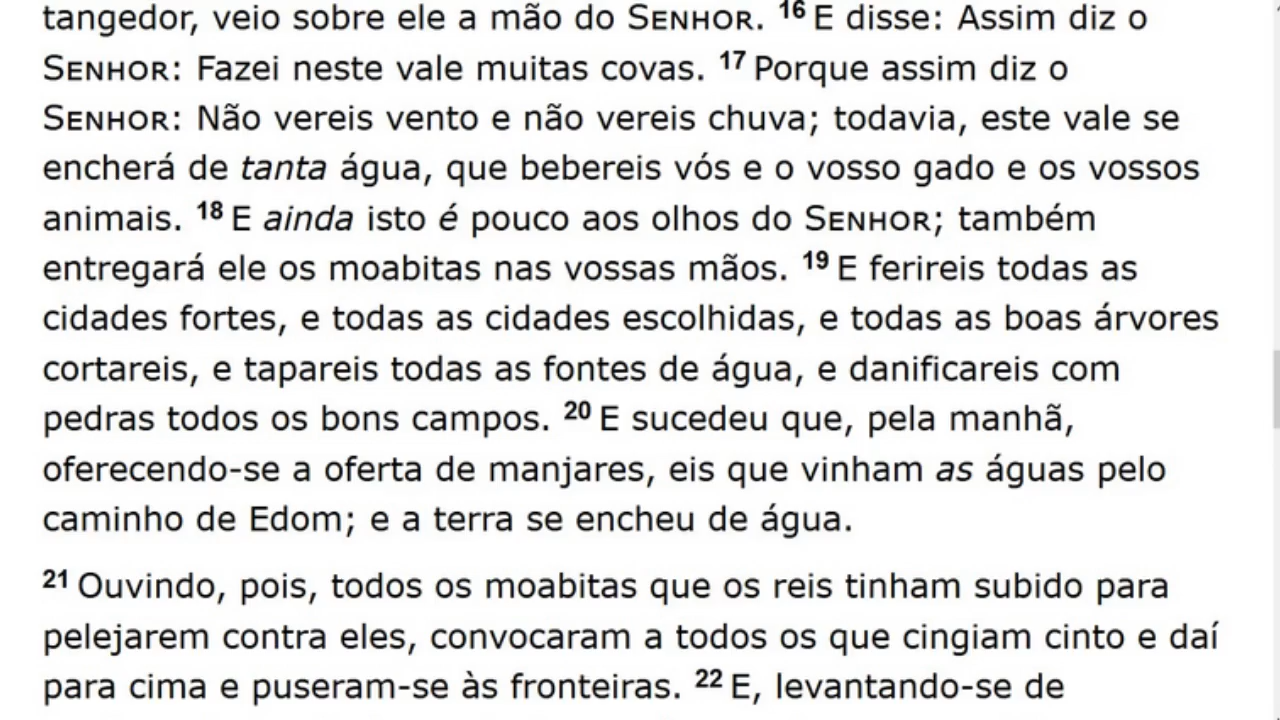 tangedor, veio sobre ele a mão do SENHOR. 16 E disse: Assim diz o
SENHOR: Fazei neste vale muitas covas. 17 Porque assim diz o
SENHOR: Não vereis vento e não vereis chuva; todavia, este vale se
encherá de tanta água, que bebereis vós e o vosso gado e os vossos
animais. 18 E ainda isto é pouco aos olhos do SENHOR; também
entregará ele os moabitas nas vossas mãos. 19 E ferireis todas as
cidades fortes, e todas as cidades escolhidas, e todas as boas árvores
cortareis, e tapareis todas as fontes de água, e danificareis com
pedras todos os bons campos. 20 E sucedeu que, pela manhã,
oferecendo-se a oferta de manjares, eis que vinham as águas pelo
caminho de Edom; e a terra se encheu de água.
21 Ouvindo, pois, todos os moabitas que os reis tinham subido para
pelejarem contra eles, convocaram a todos os que cingiam cinto e daí
para cima e puseram-se às fronteiras. 22 E, levantando-se de